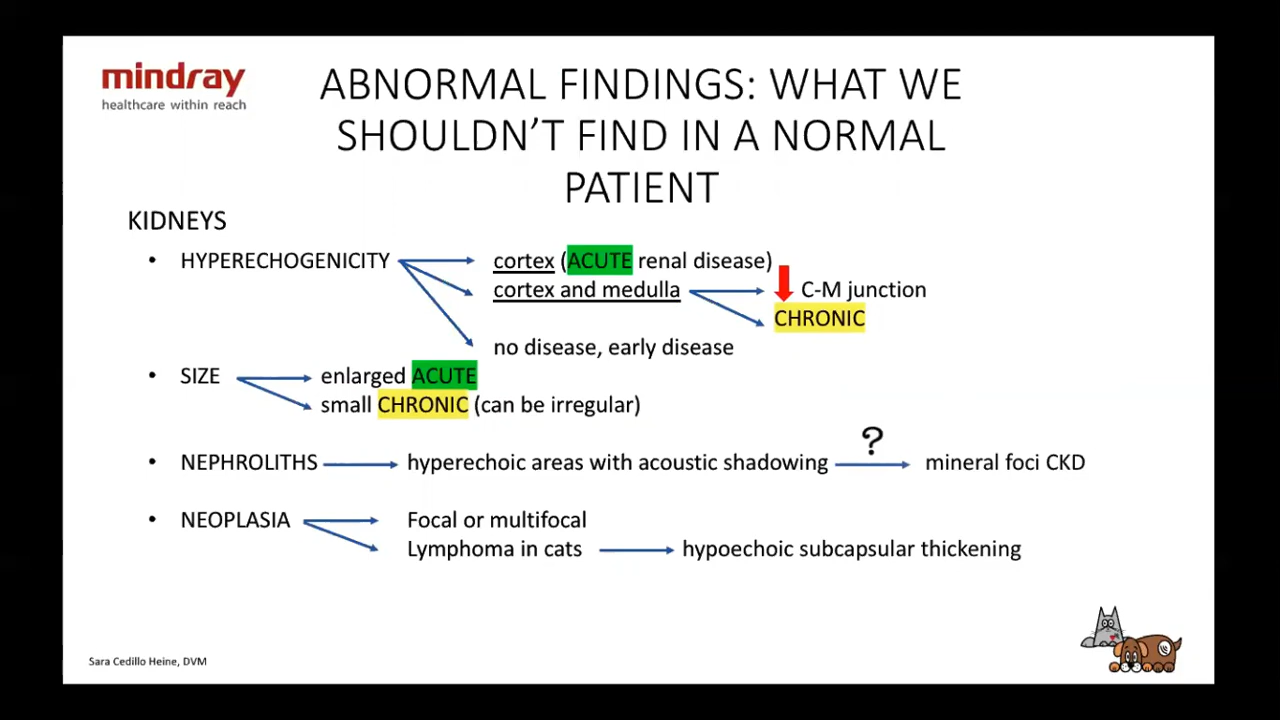 mindray
healthcare within reach
ABNORMAL FINDINGS: WHAT WE
SHOULDN'T FIND IN A NORMAL
PATIENT
KIDNEYS
• HYPERECHOGENICITY cortex (ACUTE renal disease)
cortex and medulla C-M junction
CHRONIC
no disease, early disease
• SIZE enlarged ACUTE
small CHRONIC (can be irregular)
?
• NEPHROLITHS hyperechoic areas with acoustic shadowing mineral foci CKD
• NEOPLASIA Focal or multifocal
Lymphoma in cats hypoechoic subcapsular thickening
Sara Cedillo Heine, DVM